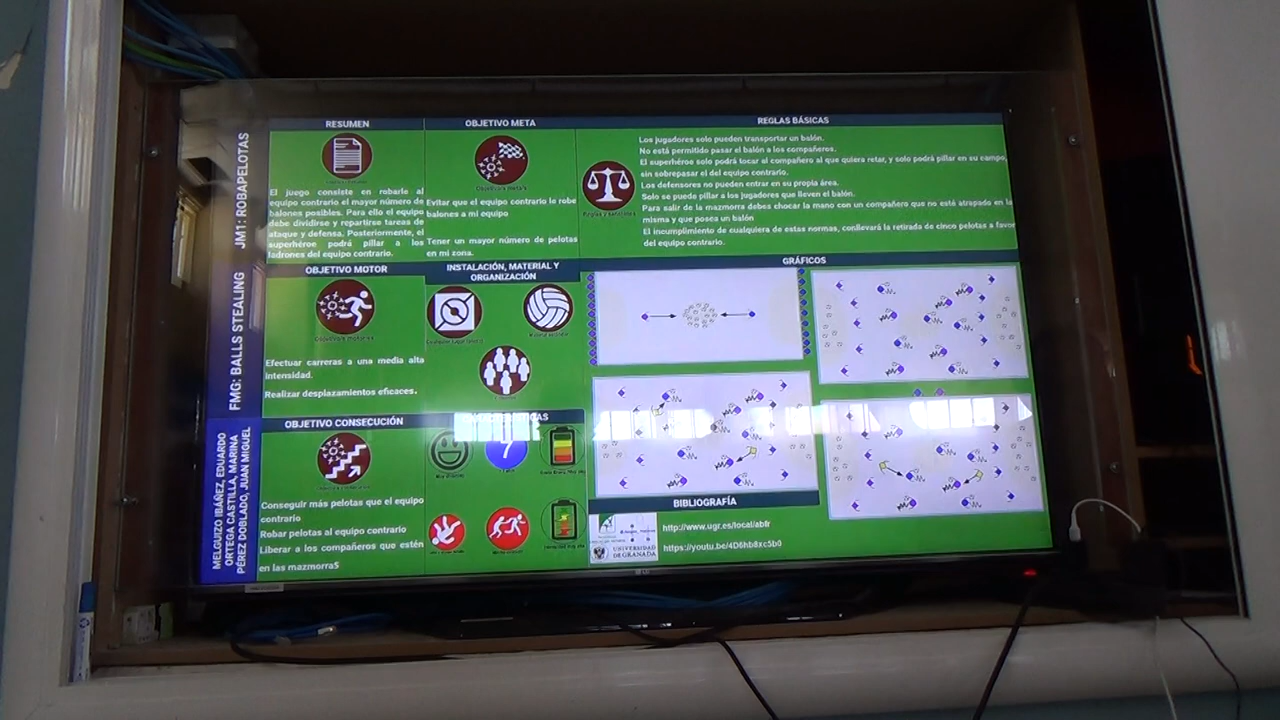 JM1: ROBAPELOTAS
FMG: BALLS STEALING
MELGUIZO IBÁÑEZ, EDUARDO
ORTEGA CASTILLA, MARINA
PÉREZ DOBLADO, JUAN MIGUEL
RESUMEN
El juego consiste en robarle al
equipo contrario el mayor número de
balones posibles. Para ello el equipo
debe dividirse y repartirse tareas de
ataque y defensa. Posteriormente, el
superhéroe podrá pillar a los
ladrones del equipo contrario.
OBJETIVO META
Evitar que el equipo contrario le robe
balones a mi equipo
Tener un mayor número de pelotas
en mi zona.
REGLAS BÁSICAS
Los jugadores solo pueden transportar un balón.
No está permitido pasar el balón a los compañeros.
El superhéroe solo podrá tocar al compañero al que quiera retar, y solo podrá pillar en su campo,
sin sobrepasar el del equipo contrario.
Los defensores no pueden entrar en su propia área.
Solo se puede pillar a los jugadores que lleven el balón.
Para salir de la mazmorra debes chocar la mano con un compañero que no está atrapado en la
misma y que posea un balón
El incumplimiento de cualquiera de estas normas, conllevará la retirada de cinco pelotas a favor
del equipo contrario.
OBJETIVO MOTOR
Efectuar carreras a una media alta
intensidad.
Realizar desplazamientos eficaces.
INSTALACIÓN, MATERIAL Y
ORGANIZACIÓN
GRÁFICOS
OBJETIVO CONSECUCIÓN
Conseguir más pelotas que el equipo
contrario
Robar pelotas al equipo contrario
Liberar a los compañeros que estén
en las mazmorraS
7
BIBLIOGRAFÍA
UNIVERSIDAD
DE GRANADA
http://www.ugr.es/local/abfr
https://youtu.be/4D6hb8xc5b0
LG